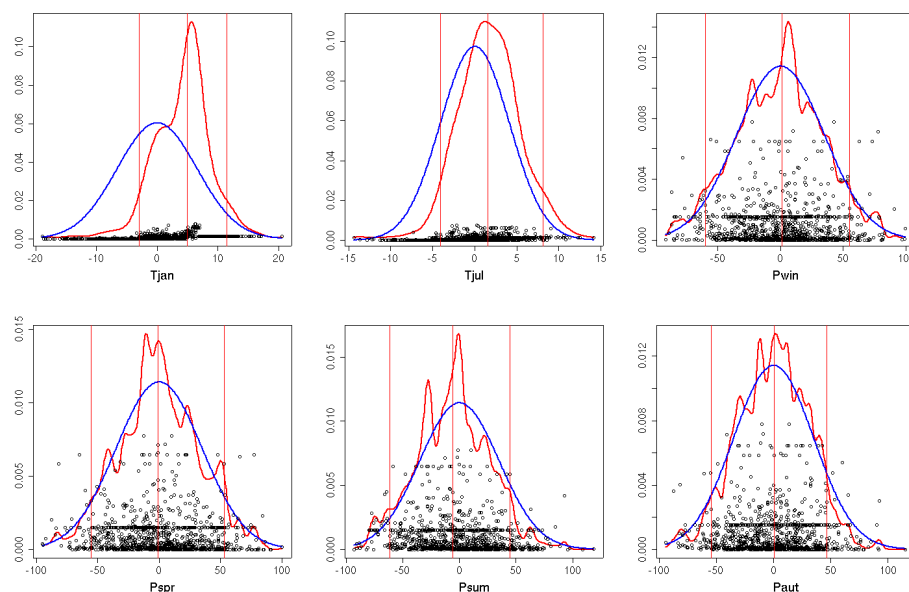 0.00 0.02 0.04 0.06 0.08 0.10
-20 -10 0 10 20
Tjan
0.00 0.02 0.04 0.06 0.08 0.10
-15 -10 -5 0 5 10 15
Tjul
0.000 0.004 0.008 0.012
-50 0 50 100
Pwin
0.000 0.005 0.010 0.015
-100 -50 0 50 100
Pspr
0.000 0.005 0.010 0.015
-100 -50 0 50 100
Psum
0.000 0.004 0.008 0.012
-100 -50 0 50 100
Paut